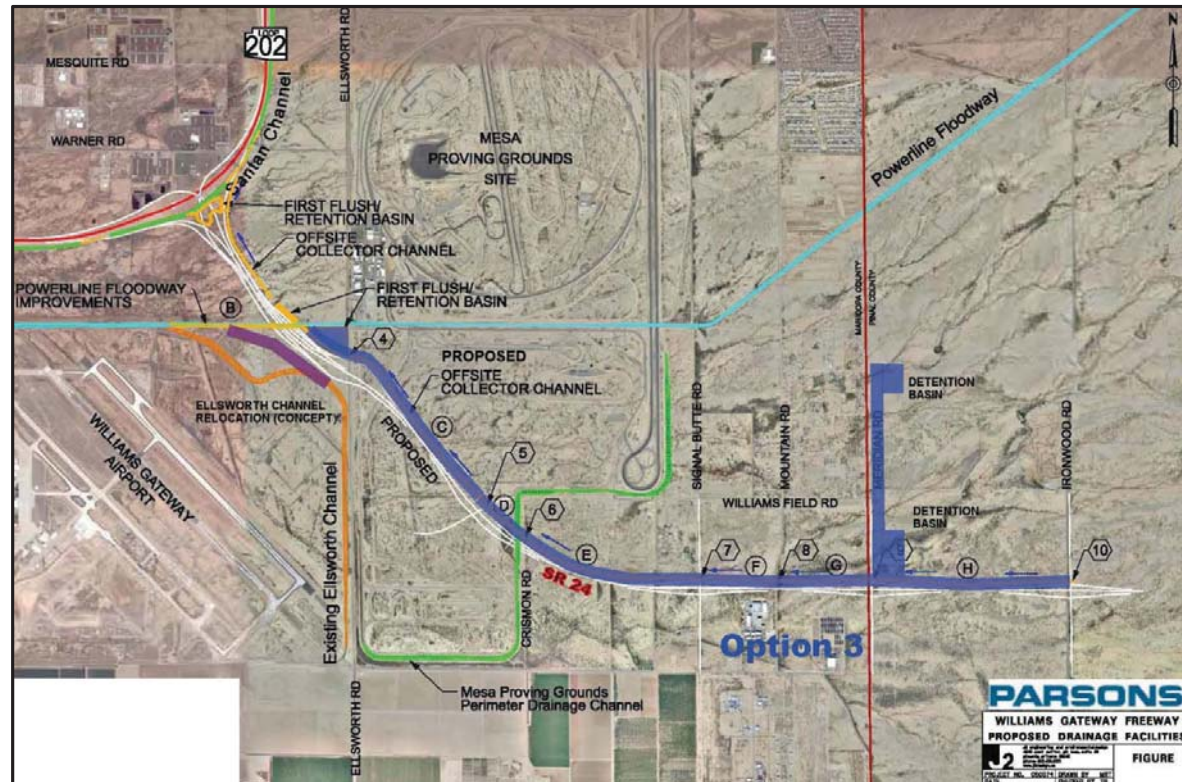 LOOP
202
ELLSWORTH RD
N
MESQUITE RD
WARNER RD
Santan Channel
MESA
PROVING GROUNDS
SITE
Powerline Floodway
FIRST FLUSH/
RETENTION BASIN
OFFSITE
COLLECTOR CHANNEL
FIRST FLUSH/
RETENTION BASIN
POWERLINE FLOODWAY
IMPROVEMENTS
B
4
MARICOPA COUNTY
PINAL COUNTY
PROPOSED
OFFSITE
COLLECTOR CHANNEL
ELLSWORTH CHANNEL
RELOCATION (CONCEPT)
PROPOSED
C
SIGNAL BUTTE RD
MOUNTAIN RD
MERIDIAN RD
DETENTION
BASIN
IRONWOOD RD
WILLIAMS GATEWAY
AIRPORT
5
D
WILLIAMS FIELD RD
DETENTION
BASIN
6
E
7
F
8
G
H
10
SR 24
Existing Ellsworth Channel
CRISMON RD
Option 3
ELLSWORTH RD
Mesa Proving Grounds
Perimeter Drainage Channel
PARSONS
WILLIAMS GATEWAY FREEWAY
PROPOSED DRAINAGE FACILITIES
J2
FIGURE
PROJECT NO.
DRAWN BY